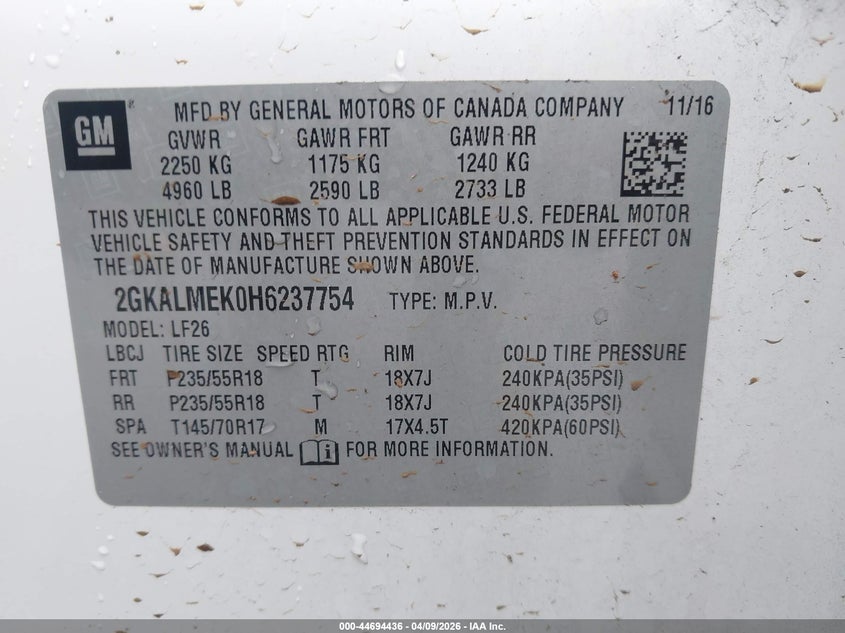 GM ® MFD BY GENERAL MOTORS OF CANADA COMPANY 11/16
GVWR GAWR FRT GAWR RR
2250 KG 1175 KG 1240 KG
4960 LB 2590 LB 2733 LB
THIS VEHICLE CONFORMS TO ALL APPLICABLE U.S. FEDERAL MOTOR
VEHICLE SAFETY AND THEFT PREVENTION STANDARDS IN EFFECT ON
THE DATE OF MANUFACTURE SHOWN ABOVE.
2GKALMEK0H6237754 TYPE: M.P.V.
MODEL: LF26
LBCJ TIRE SIZE SPEED RTG RIM COLD TIRE PRESSURE
FRT P235/55R18 T 18X7J 240KPA(35PSI)
RR P235/55R18 T 18X7J 240KPA(35PSI)
SPA T145/70R17 M 17X4.5T 420KPA(60PSI)
SEE OWNER'S MANUAL FOR MORE INFORMATION.
000-44694436 - 04/09/2026 - IAA Inc.